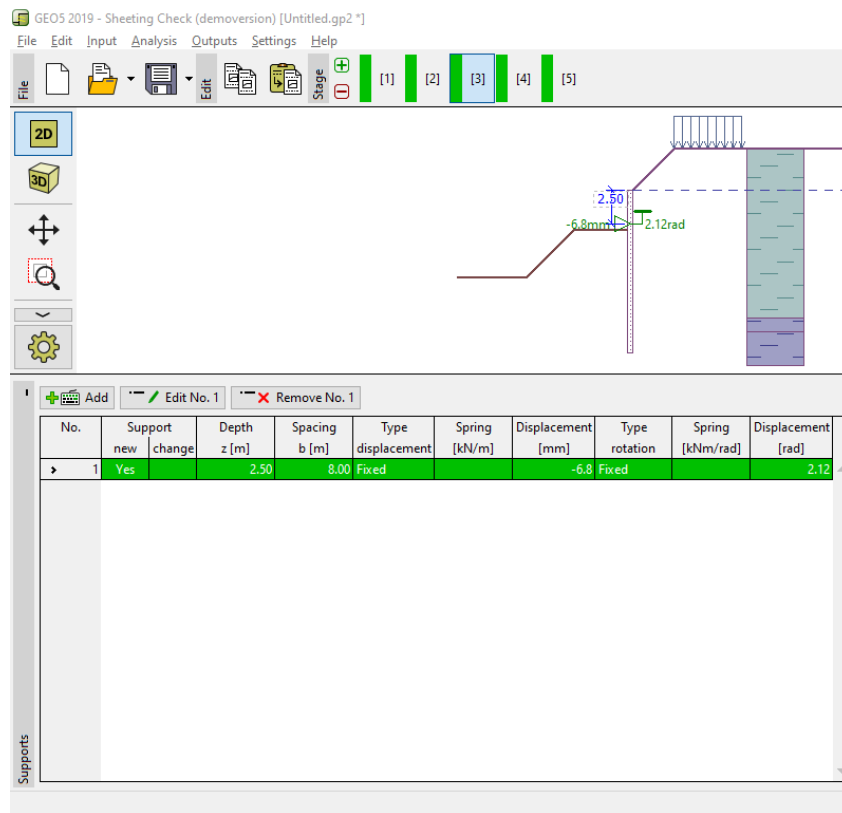 GEO5 2019 - Sheeting Check (demoversion) [Untitled.gp2 *]
File Edit Input Analysis Outputs Settings Help
File
Edit
Stage
[1] [2] [3] [4] [5]
2D
3D
2.50
-6.8mm
2.12rad
Add Edit No. 1 Remove No. 1
No. Support Depth Spacing Type Spring Displacement Type Spring Displacement
new change z [m] b [m] displacement [kN/m] [mm] rotation [kNm/rad] [rad]
1 Yes 2.50 8.00 Fixed -6.8 Fixed 2.12
Supports